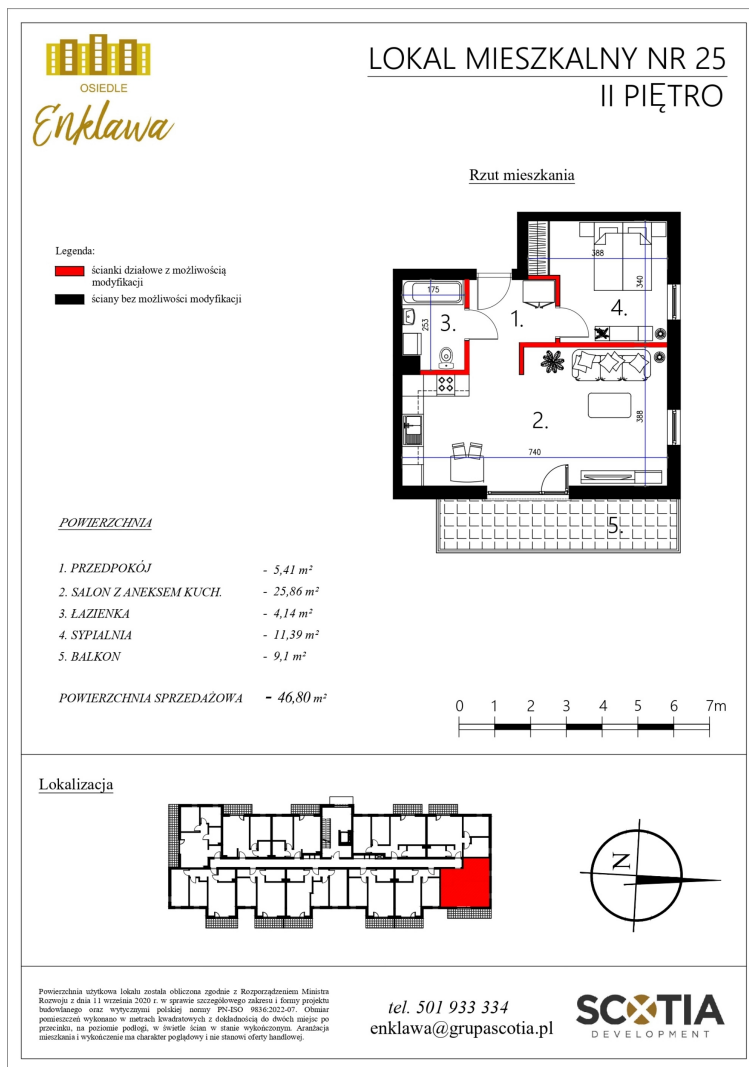 OSIEDLE
Enklawa
LOKAL MIESZKALNY NR 25
II PIĘTRO
Rzut mieszkania
Legenda:
ścianki działowe z możliwością
modyfikacji
ściany bez możliwości modyfikacji
388
340
4.
175
253
3.
1.
2.
388
740
5.
POWIERZCHNIA
1. PRZEDPOKÓJ - 5,41 m²
2. SALON Z ANEKSEM KUCH. - 25,86 m²
3. ŁAZIENKA - 4,14 m²
4. SYPIALNIA - 11,39 m²
5. BALKON - 9,1 m²
POWIERZCHNIA SPRZEDAŻOWA - 46,80 m²
0 1 2 3 4 5 6 7m
Lokalizacja
N
Powierzchnia użytkowa lokalu została obliczona zgodnie z Rozporządzeniem Ministra
Rozwoju z dnia 11 września 2020 r. w sprawie szczegółowego zakresu i formy projektu
budowlanego oraz wytycznymi polskiej normy PN-ISO 9836:2022-07. Obmiar
pomieszczeń wykonano w metrach kwadratowych z dokładnością do dwóch miejsc po
przecinku, na poziomie podłogi, w świetle ścian w stanie wykończonym. Aranżacja
mieszkania i wykończenie ma charakter poglądowy i nie stanowi oferty handlowej.
tel. 501 933 334
enklawa@grupascotia.pl
SCOTIA
DEVELOPMENT